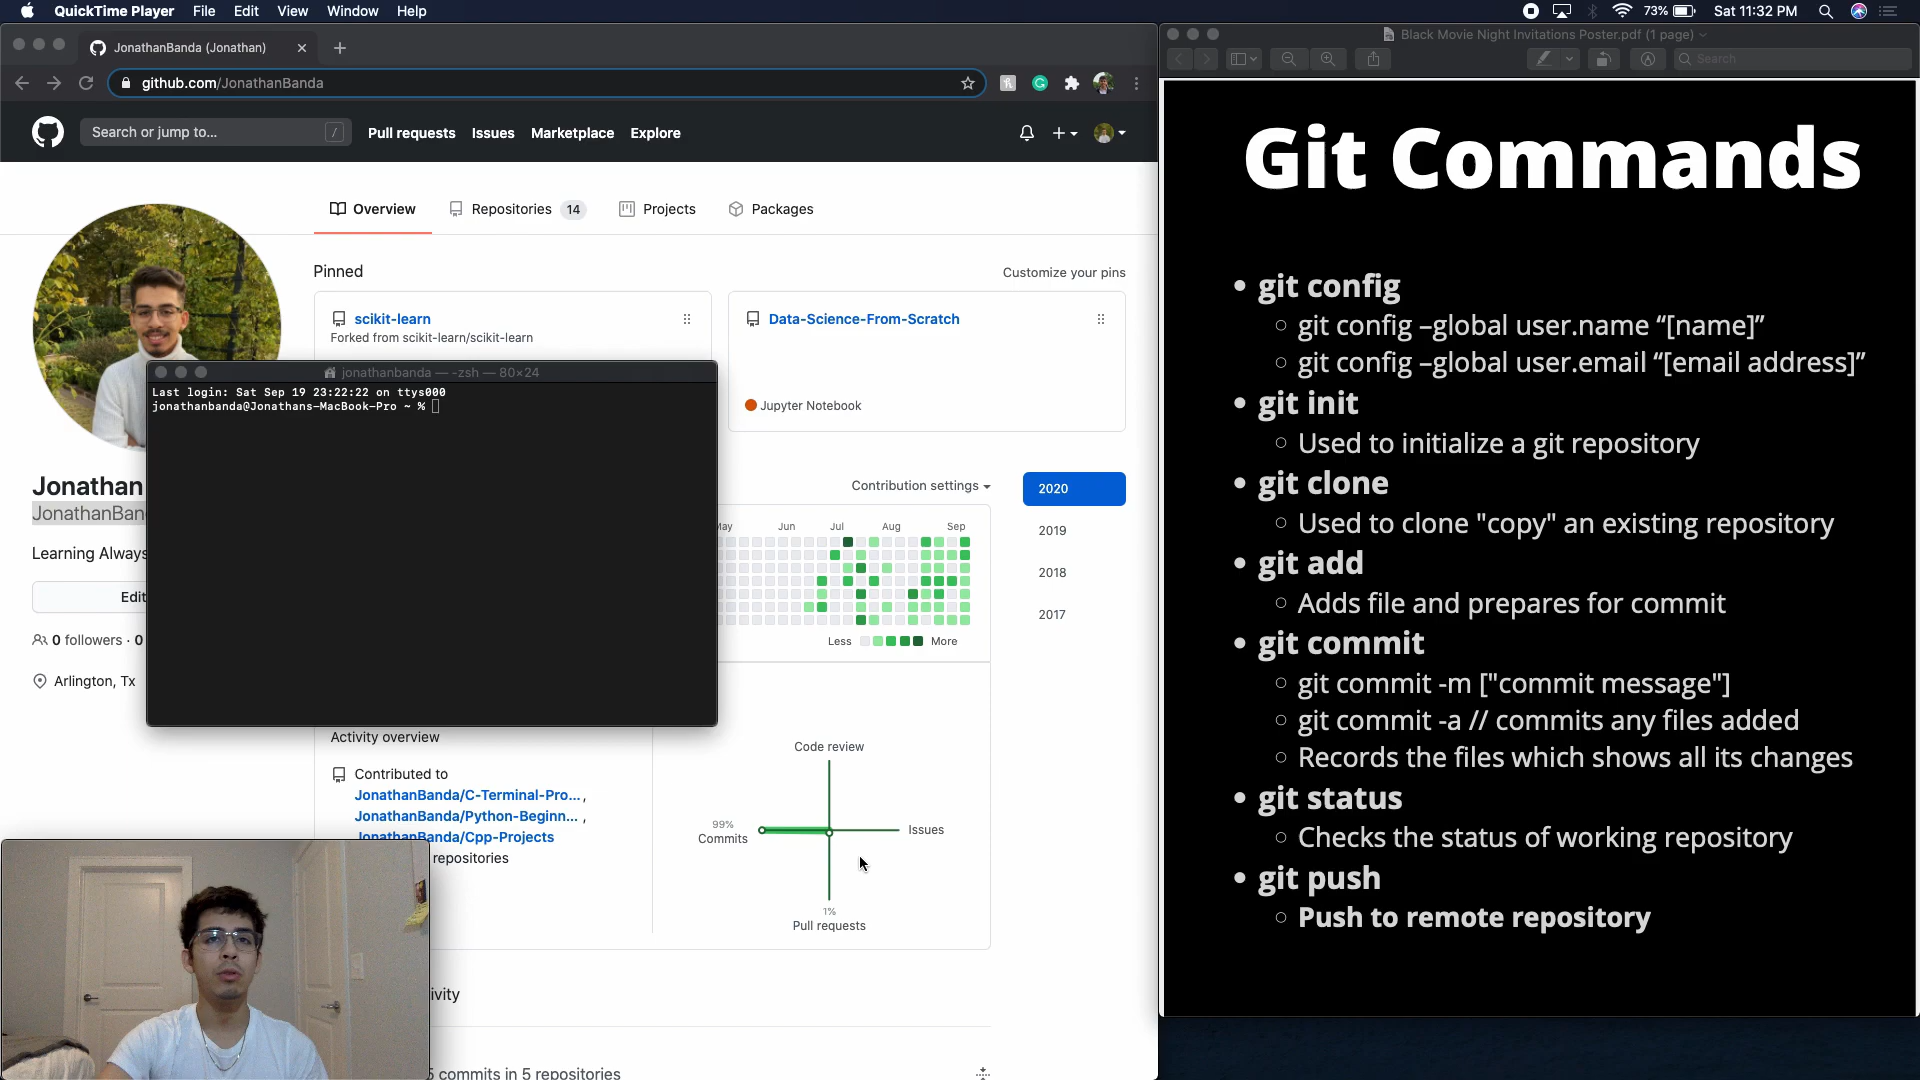 QuickTime Player File Edit View Window Help
73% Sat 11:32 PM
JonathanBanda (Jonathan)
github.com/JonathanBanda
Search or jump to... /
Pull requests Issues Marketplace Explore
Overview Repositories 14 Projects Packages
Pinned
Customize your pins
scikit-learn
Forked from scikit-learn/scikit-learn
Data-Science-From-Scratch
Jupyter Notebook
jonathanbanda — -zsh — 80×24
Last login: Sat Sep 19 23:22:22 on ttys000
jonathanbanda@Jonathans-MacBook-Pro ~ %
Jonathan
JonathanBan
Learning Always
Edit
0 followers · 0
Arlington, Tx
Contribution settings
2020
2019
2018
2017
May Jun Jul Aug Sep
Less More
Activity overview
Contributed to
JonathanBanda/C-Terminal-Pro... ,
JonathanBanda/Python-Beginn... ,
JonathanBanda/Cpp-Projects
repositories
Code review
99%
Commits
Issues
1%
Pull requests
ivity
5 commits in 5 repositories
Black Movie Night Invitations Poster.pdf (1 page)
Search
Git Commands
• git config
○ git config –global user.name “[name]”
○ git config –global user.email “[email address]”
• git init
○ Used to initialize a git repository
• git clone
○ Used to clone "copy" an existing repository
• git add
○ Adds file and prepares for commit
• git commit
○ git commit -m ["commit message"]
○ git commit -a // commits any files added
○ Records the files which shows all its changes
• git status
○ Checks the status of working repository
• git push
○ Push to remote repository